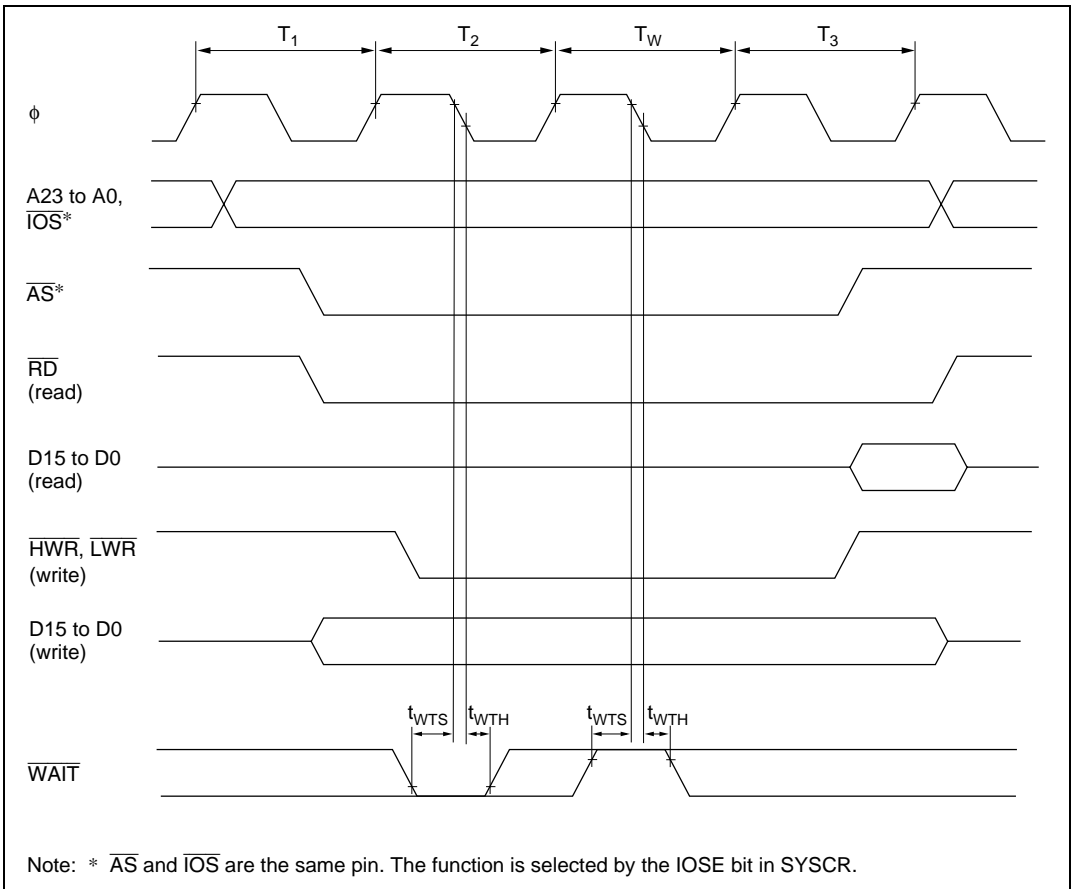 T1 T2 TW T3
ϕ
A23 to A0,
IOS*
AS*
RD
(read)
D15 to D0
(read)
HWR, LWR
(write)
D15 to D0
(write)
tWTS tWTH tWTS tWTH
WAIT
Note: * AS and IOS are the same pin. The function is selected by the IOSE bit in SYSCR.